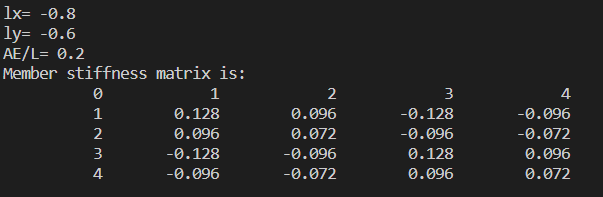 lx= -0.8
ly= -0.6
AE/L= 0.2
Member stiffness matrix is:
0 1 2 3 4
1 0.128 0.096 -0.128 -0.096
2 0.096 0.072 -0.096 -0.072
3 -0.128 -0.096 0.128 0.096
4 -0.096 -0.072 0.096 0.072